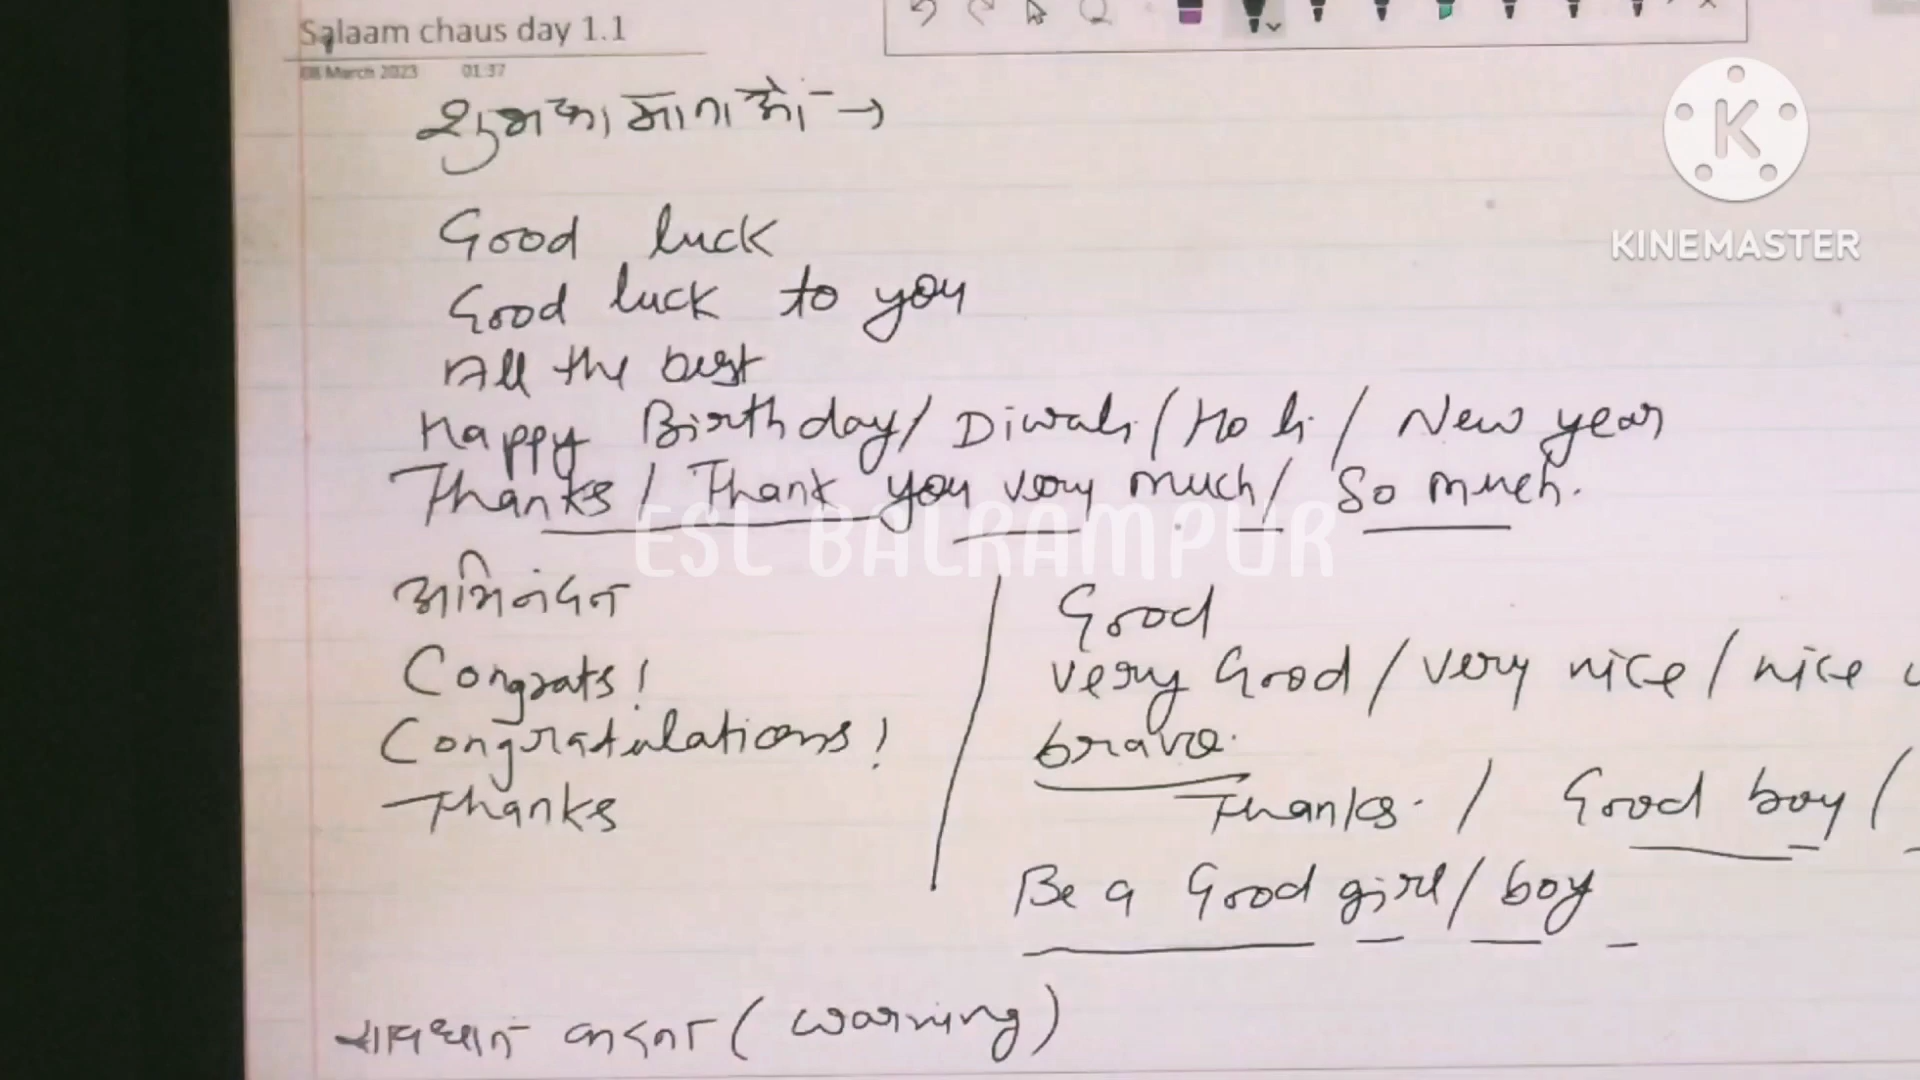 Salaam chaus day 1.1
08 March 2023 01:37
शुभकामनाओं →
Good luck
Good luck to you
All the best
Happy Birthday / Diwali / Holi / New year
Thanks / Thank you very much / So much.
अभिनंदन
Congrats!
Congratulations!
Thanks
Good
very Good / very nice / nice
bravo.
Thanks. / Good boy /
Be a Good girl / boy
सावधान करना (warning)
K
KINEMASTER
ESL BALRAMPUR